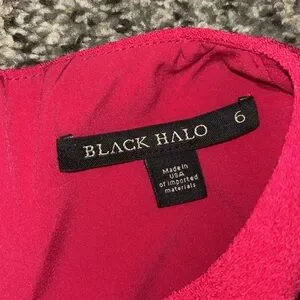 BLACK HALO 6
Made in
USA
of imported
materials